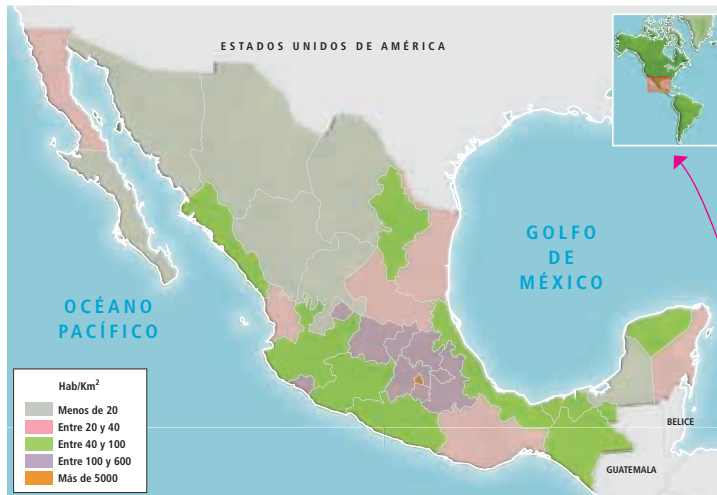 ESTADOS UNIDOS DE AMÉRICA
GOLFO
DE
MÉXICO
OCÉANO
PACÍFICO
Hab/Km²
Menos de 20
Entre 20 y 40
Entre 40 y 100
Entre 100 y 600
Más de 5000
BELICE
GUATEMALA